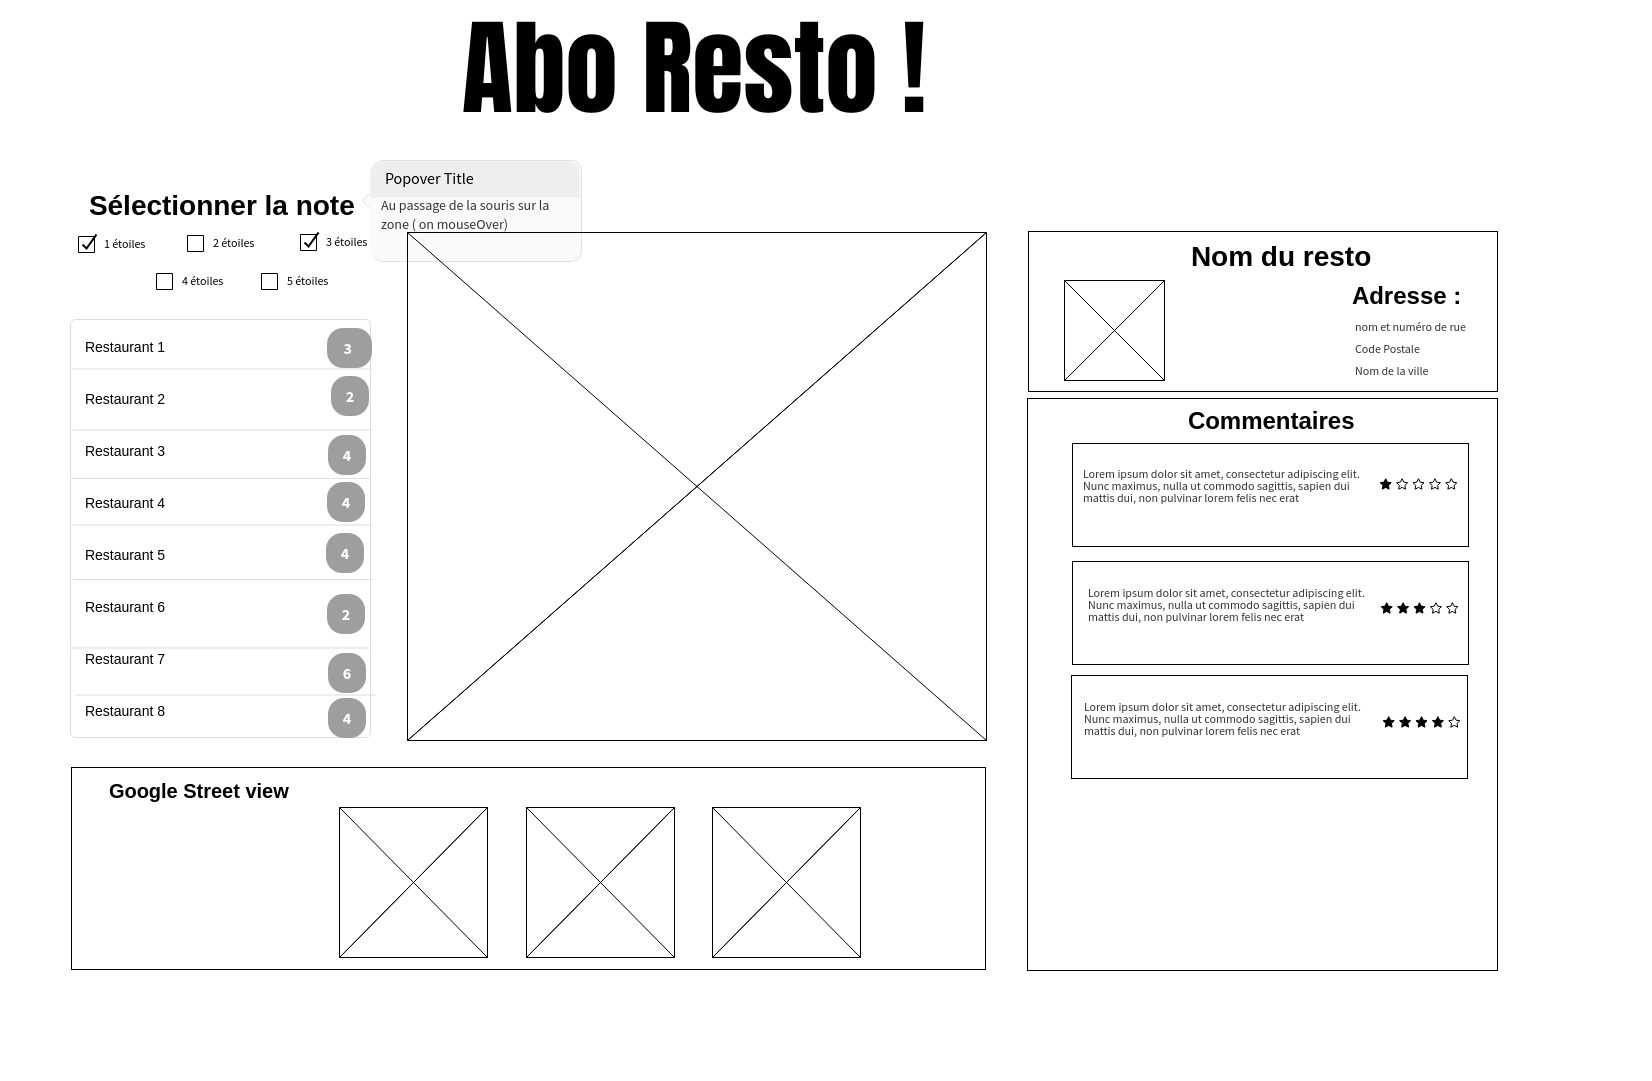 Abo Resto !
Popover Title
Au passage de la souris sur la
zone ( on mouseOver)
Sélectionner la note
1 étoiles
2 étoiles
3 étoiles
4 étoiles
5 étoiles
Restaurant 1
3
Restaurant 2
2
Restaurant 3
4
Restaurant 4
4
Restaurant 5
4
Restaurant 6
2
Restaurant 7
6
Restaurant 8
4
Google Street view
Nom du resto
Adresse :
nom et numéro de rue
Code Postale
Nom de la ville
Commentaires
Lorem ipsum dolor sit amet, consectetur adipiscing elit.
Nunc maximus, nulla ut commodo sagittis, sapien dui
mattis dui, non pulvinar lorem felis nec erat
Lorem ipsum dolor sit amet, consectetur adipiscing elit.
Nunc maximus, nulla ut commodo sagittis, sapien dui
mattis dui, non pulvinar lorem felis nec erat
Lorem ipsum dolor sit amet, consectetur adipiscing elit.
Nunc maximus, nulla ut commodo sagittis, sapien dui
mattis dui, non pulvinar lorem felis nec erat